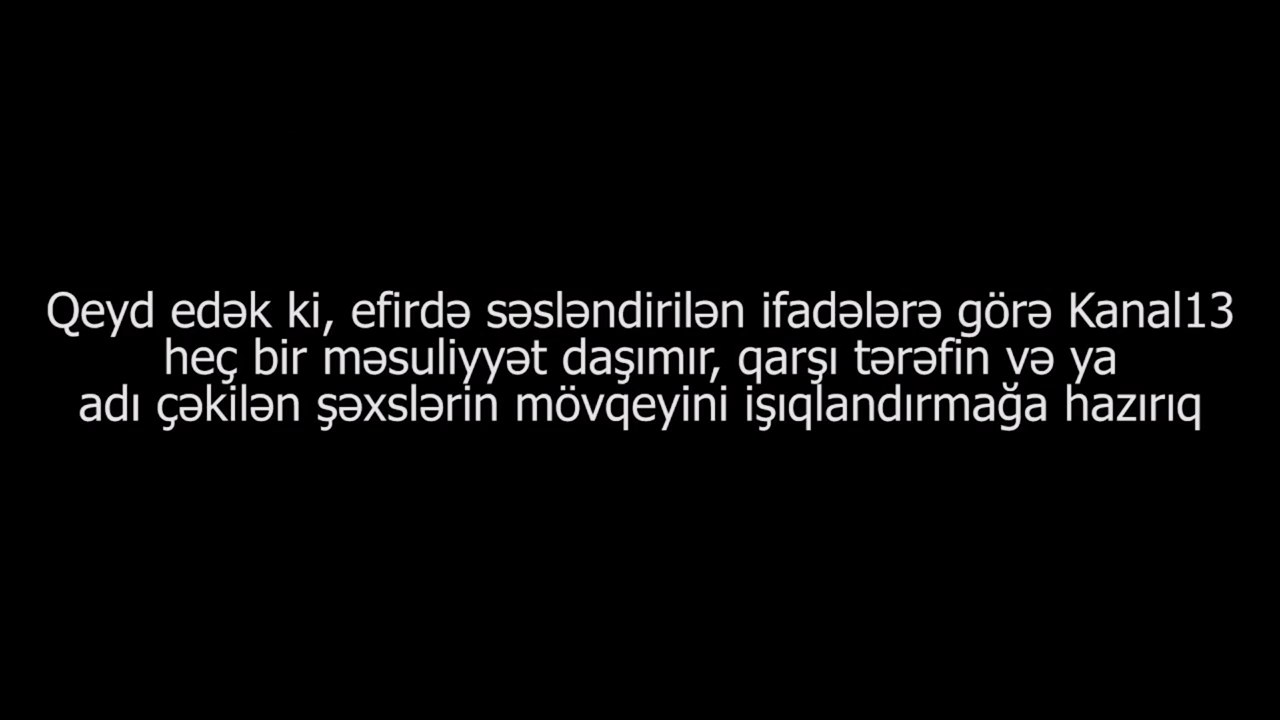 Qeyd edək ki, efirdə səsləndirilən ifadələrə görə Kanal13
heç bir məsuliyyət daşımır, qarşı tərəfin və ya
adı çəkilən şəxslərin mövqeyini işıqlandırmağa hazırıq